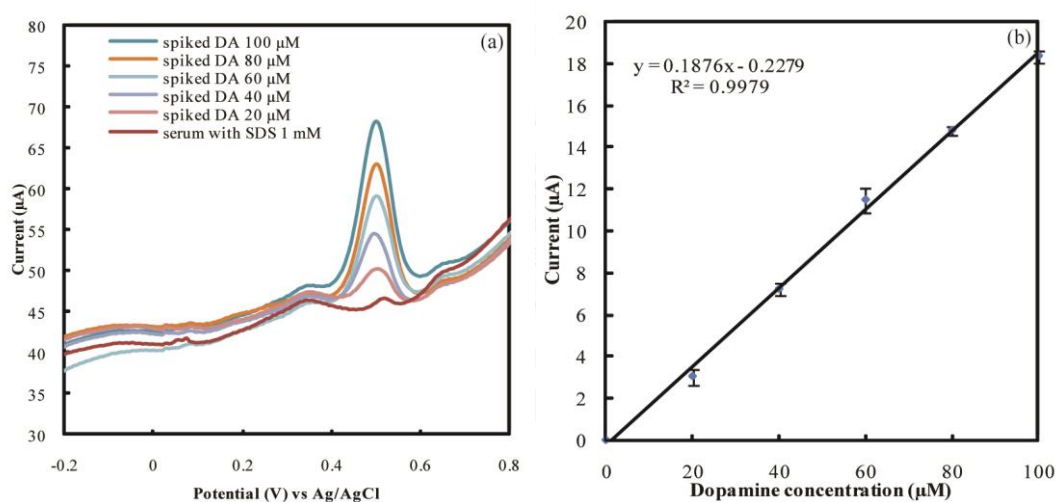 80
75
70
65
60
55
50
45
40
35
30
Current (µA)
spiked DA 100 µM
spiked DA 80 µM
spiked DA 60 µM
spiked DA 40 µM
spiked DA 20 µM
serum with SDS 1 mM
(a)
-0.2 0 0.2 0.4 0.6 0.8
Potential (V) vs Ag/AgCl
20
18
16
14
12
10
8
6
4
2
0
Current (µA)
(b)
y = 0.1876x - 0.2279
R² = 0.9979
0 20 40 60 80 100
Dopamine concentration (µM)